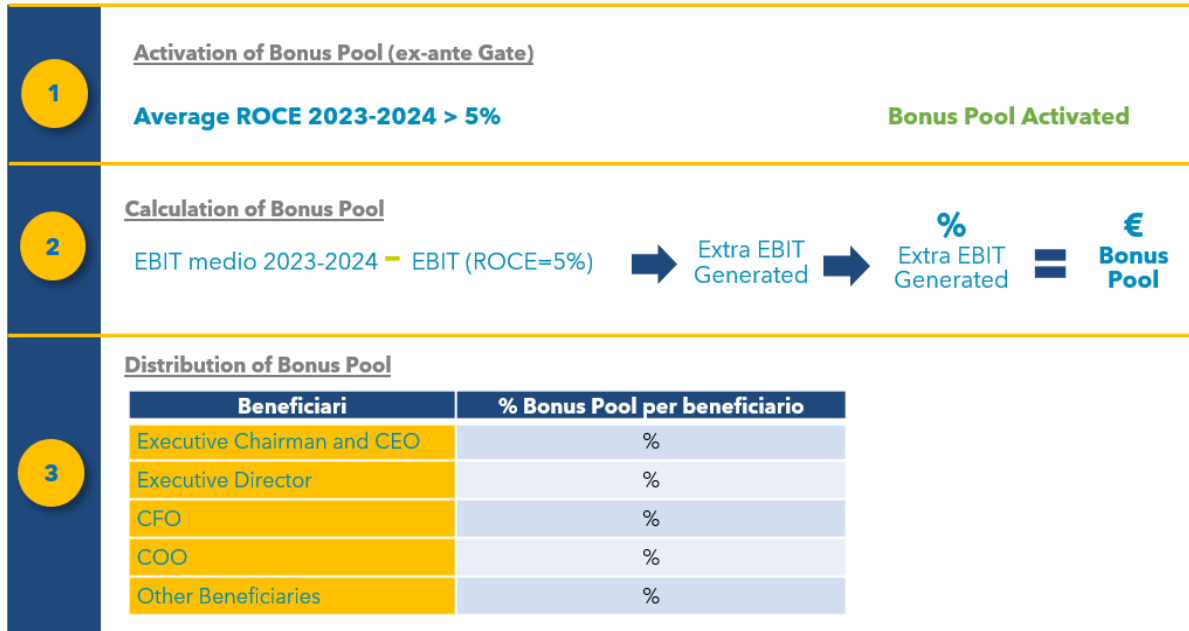 1
Activation of Bonus Pool (ex-ante Gate)
Average ROCE 2023-2024 > 5%
Bonus Pool Activated
2
Calculation of Bonus Pool
EBIT medio 2023-2024 - EBIT (ROCE=5%)
Extra EBIT
Generated
%
Extra EBIT
Generated
=
€
Bonus
Pool
3
Distribution of Bonus Pool
Beneficiari % Bonus Pool per beneficiario
Executive Chairman and CEO %
Executive Director %
CFO %
COO %
Other Beneficiaries %